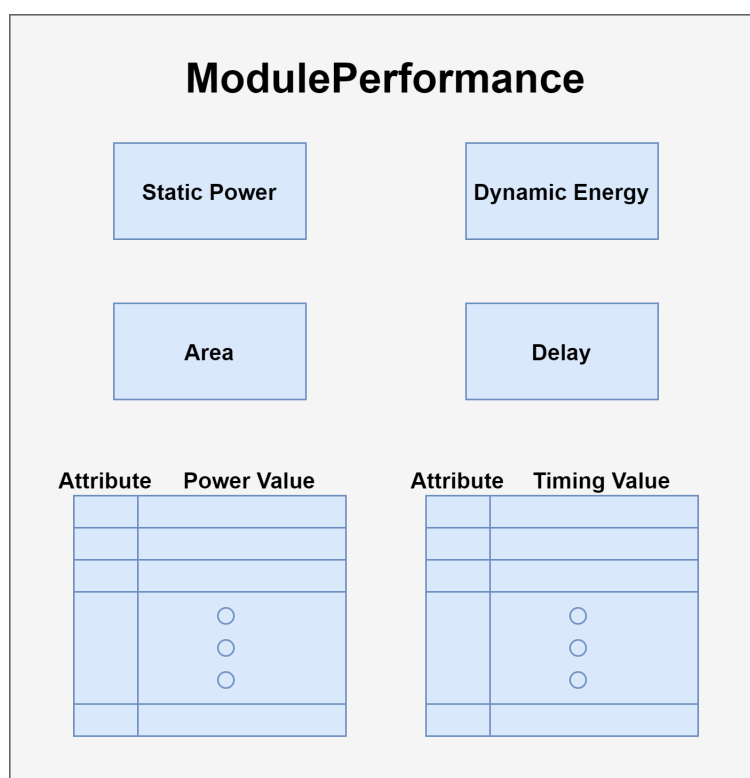 ModulePerformance
Static Power
Dynamic Energy
Area
Delay
Attribute Power Value
Attribute Timing Value